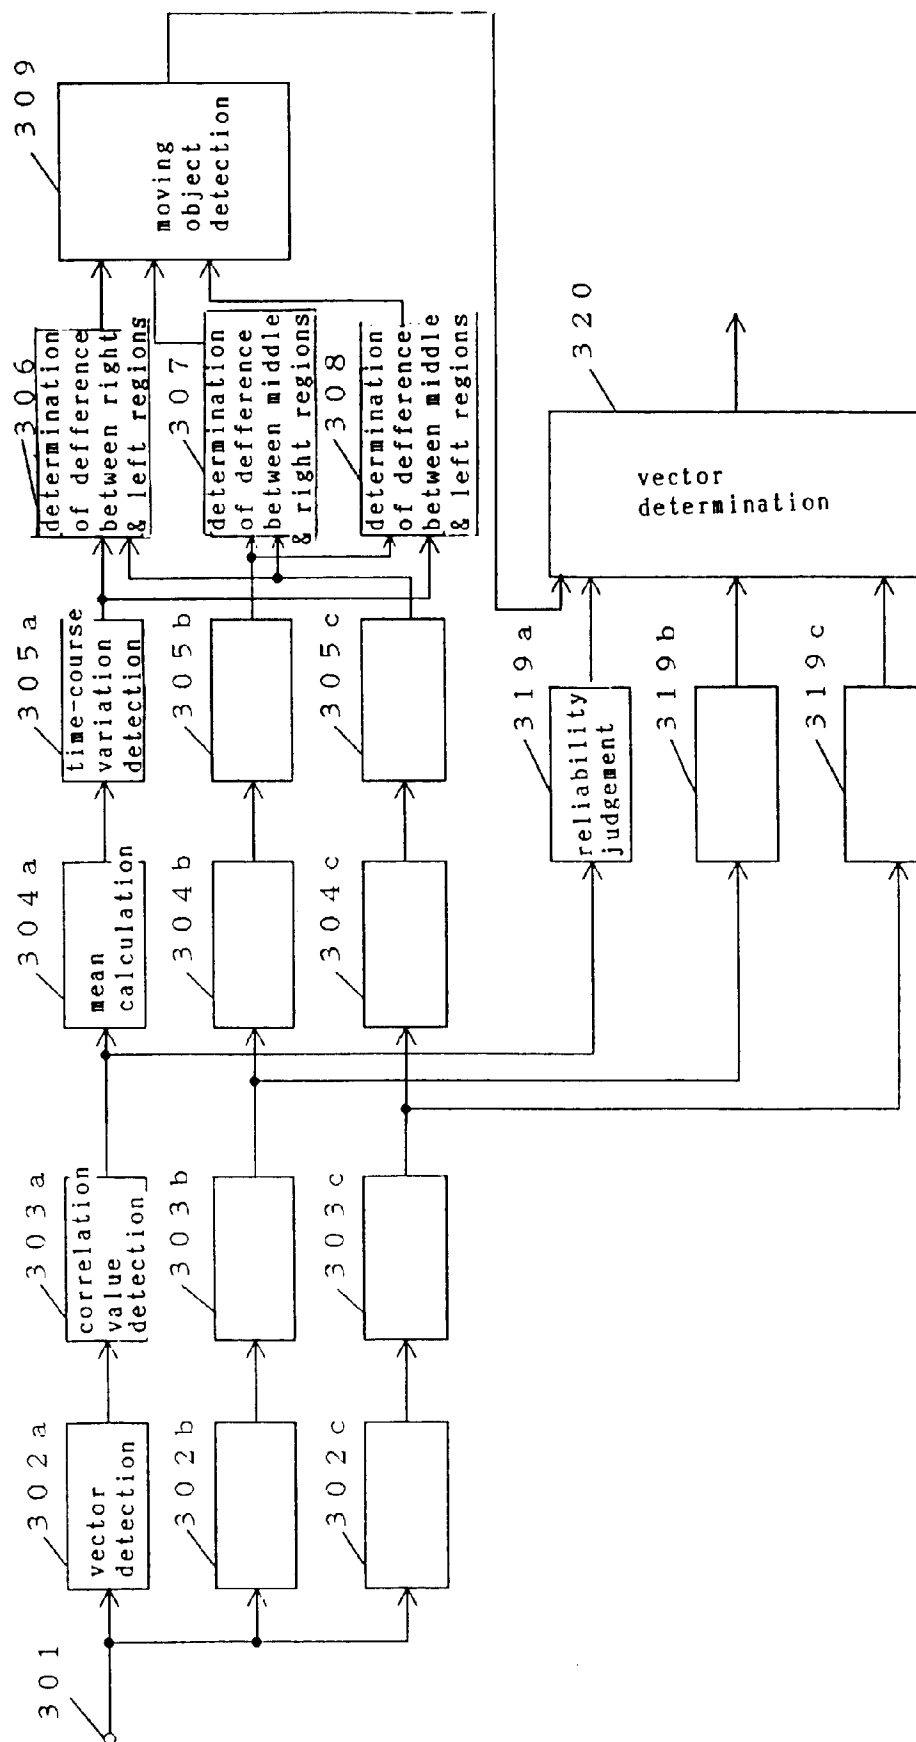 301
302a
vector
detection
302b
302c
303a
correlation
value
detection
303b
303c
304a
mean
calculation
304b
304c
305a
time-course
variation
detection
305b
305c
306
determination
of defference
between right
& left regions
307
determination
of defference
between middle
& right regions
308
determination
of defference
between middle
& left regions
309
moving
object
detection
319a
reliability
judgement
319b
319c
320
vector
determination